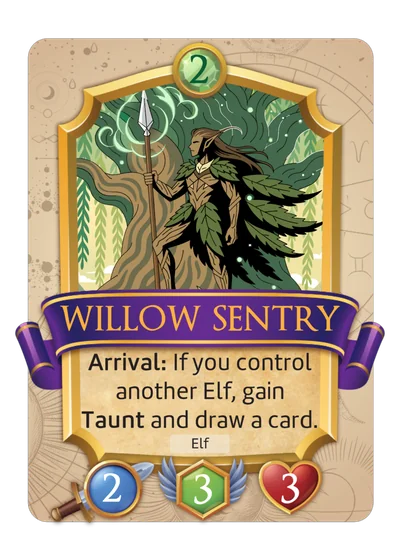 2
WILLOW SENTRY
Arrival: If you control
another Elf, gain
Taunt and draw a card.
Elf
2 3 3